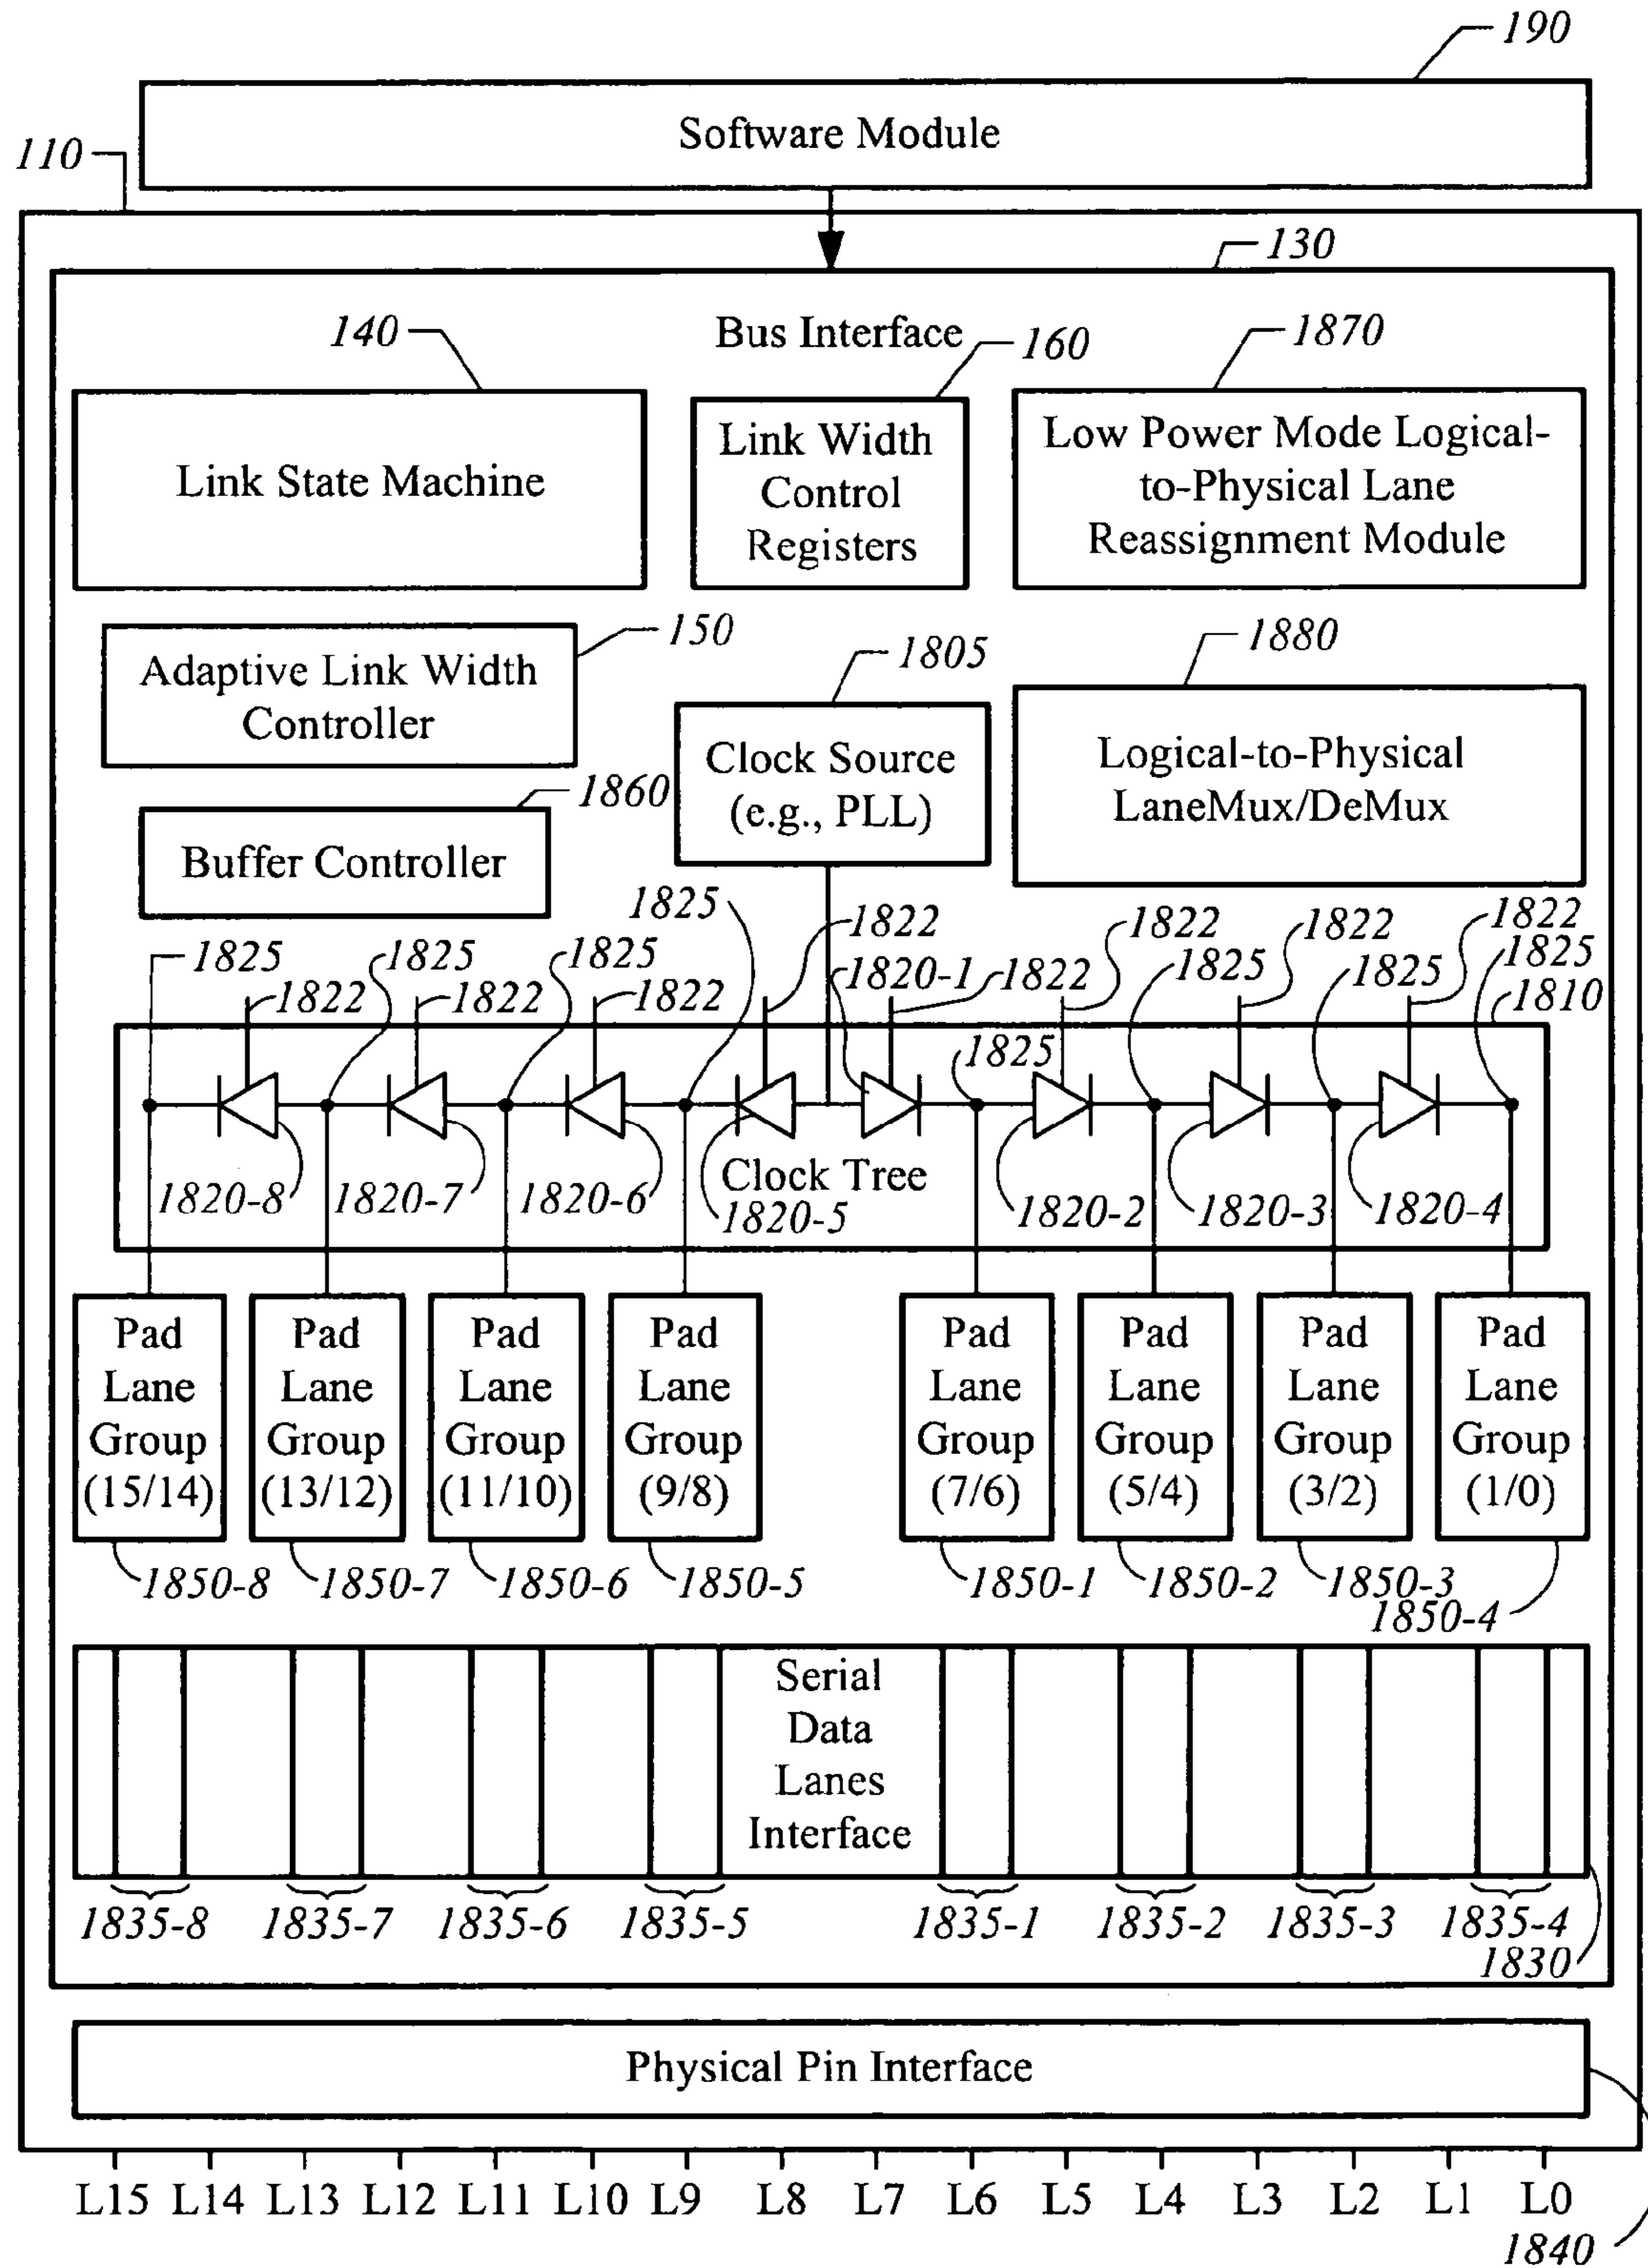 190
Software Module
110
130
Bus Interface
140
160
1870
Link State Machine
Link Width
Control
Registers
Low Power Mode Logical-
to-Physical Lane
Reassignment Module
150
1805
1880
Adaptive Link Width
Controller
Clock Source
(e.g., PLL)
Logical-to-Physical
LaneMux/DeMux
1860
Buffer Controller
1825
1822
1822
1822
1822
1825
1825
1825
1820-1
1822
1825
1825
1825
1822
1822
1822
1810
1825
1820-8
1820-7
1820-6
Clock Tree
1820-5
1820-2
1820-3
1820-4
Pad
Lane
Group
(15/14)
Pad
Lane
Group
(13/12)
Pad
Lane
Group
(11/10)
Pad
Lane
Group
(9/8)
Pad
Lane
Group
(7/6)
Pad
Lane
Group
(5/4)
Pad
Lane
Group
(3/2)
Pad
Lane
Group
(1/0)
1850-8
1850-7
1850-6
1850-5
1850-1
1850-2
1850-3
1850-4
Serial
Data
Lanes
Interface
1835-8
1835-7
1835-6
1835-5
1835-1
1835-2
1835-3
1835-4
1830
Physical Pin Interface
L15 L14 L13 L12 L11 L10 L9 L8 L7 L6 L5 L4 L3 L2 L1 L0
1840